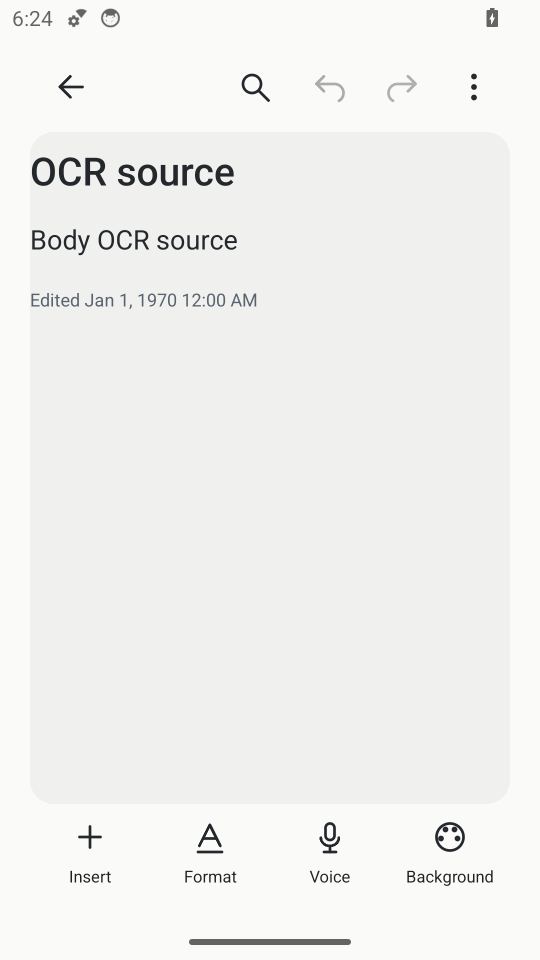 6:24
OCR source
Body OCR source
Edited Jan 1, 1970 12:00 AM
Insert
Format
Voice
Background